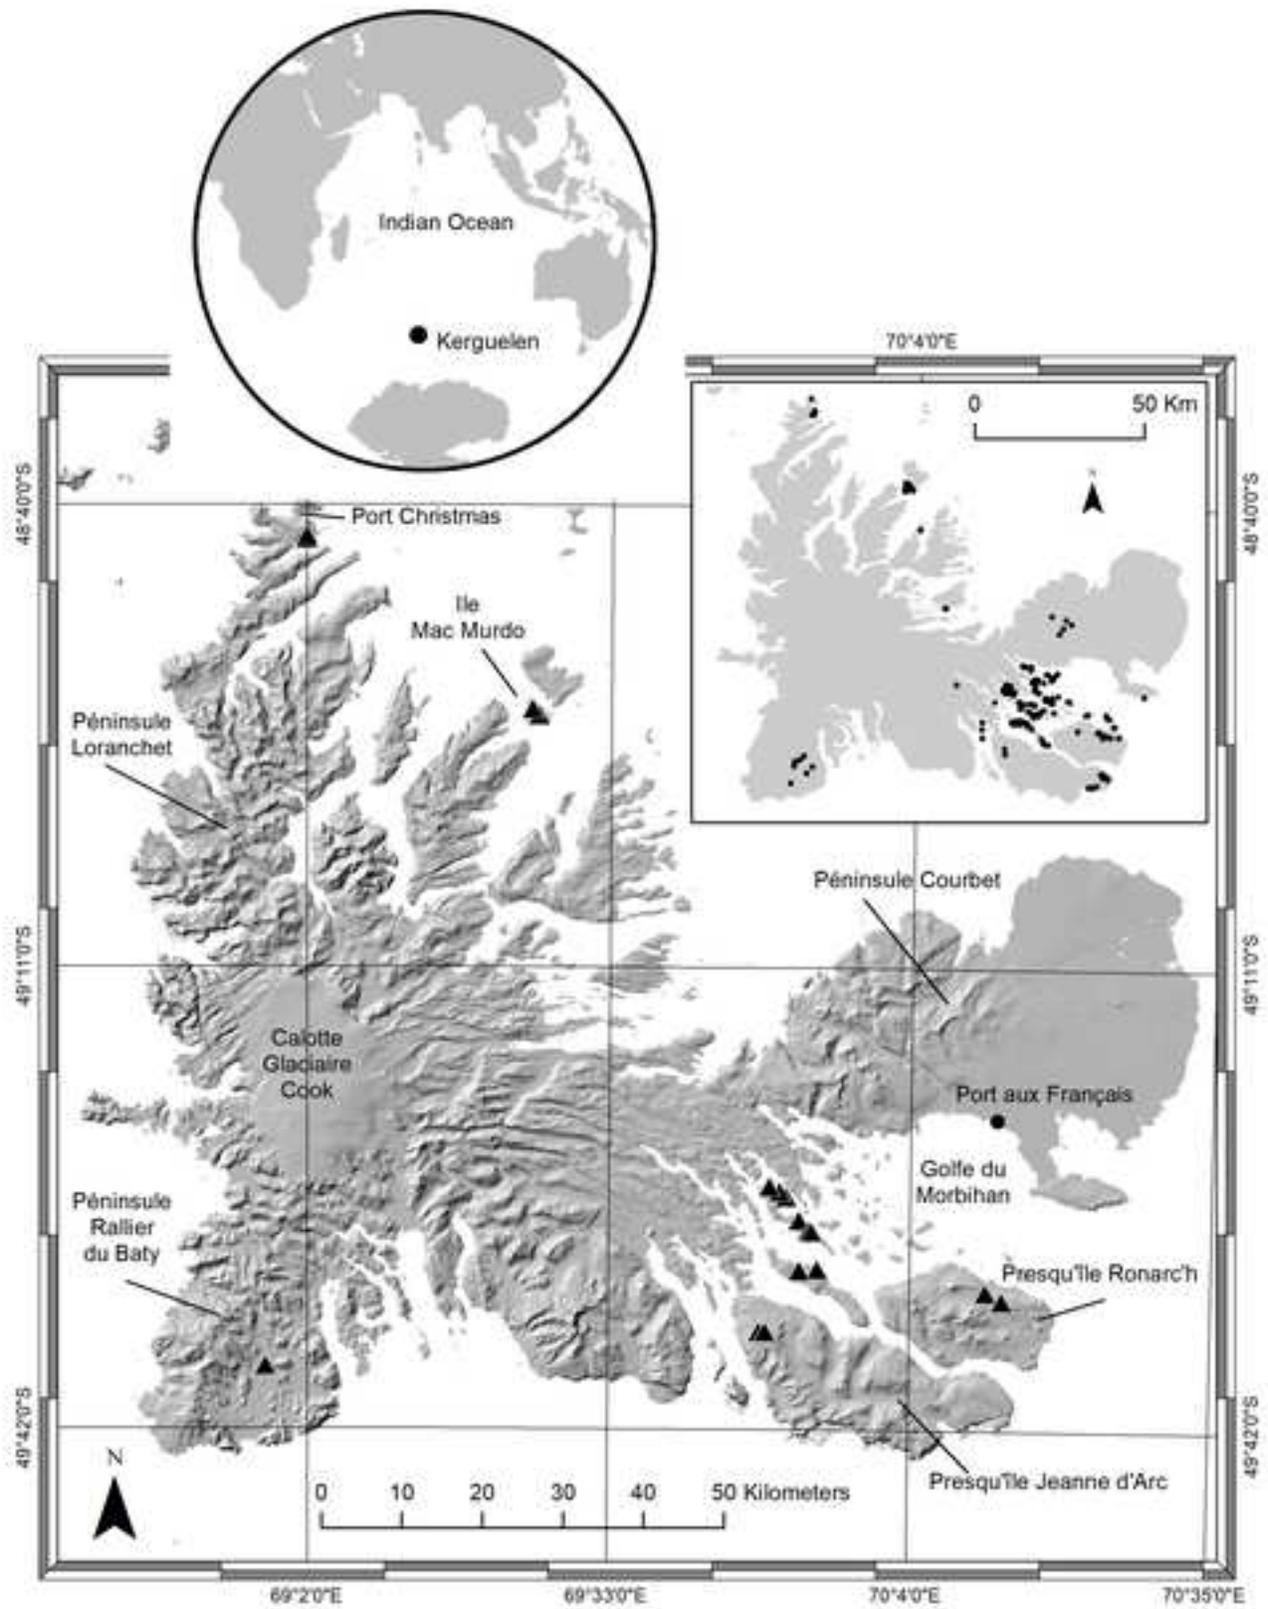 Indian Ocean
Kerguelen
70°4'0"E
0 50 Km
N
48°40'0"S
48°40'0"S
Port Christmas
Ile
Mac Murdo
Péninsule
Loranchet
Péninsule Courbet
49°11'0"S
49°11'0"S
Calotte
Glaciaire
Cook
Port aux Français
Golfe du
Morbihan
Péninsule
Rallier
du Baty
Presqu'île Ronarc'h
49°42'0"S
49°42'0"S
N
Presqu'île Jeanne d'Arc
0 10 20 30 40 50 Kilometers
69°2'0"E
69°33'0"E
70°4'0"E
70°35'0"E